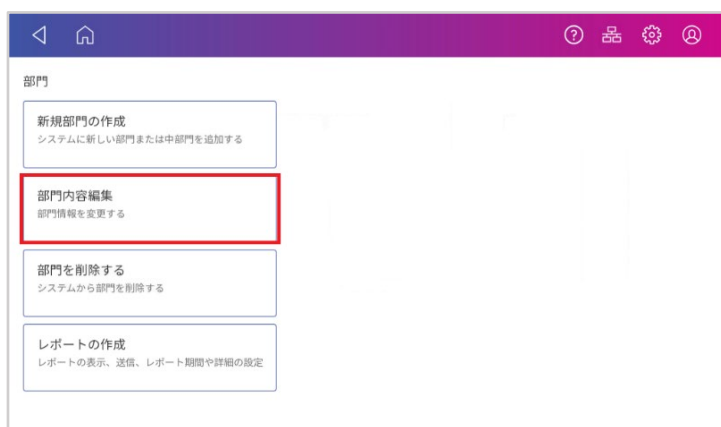 部門
新規部門の作成
システムに新しい部門または中部門を追加する
部門内容編集
部門情報を変更する
部門を削除する
システムから部門を削除する
レポートの作成
レポートの表示、送信、レポート期間や詳細の設定